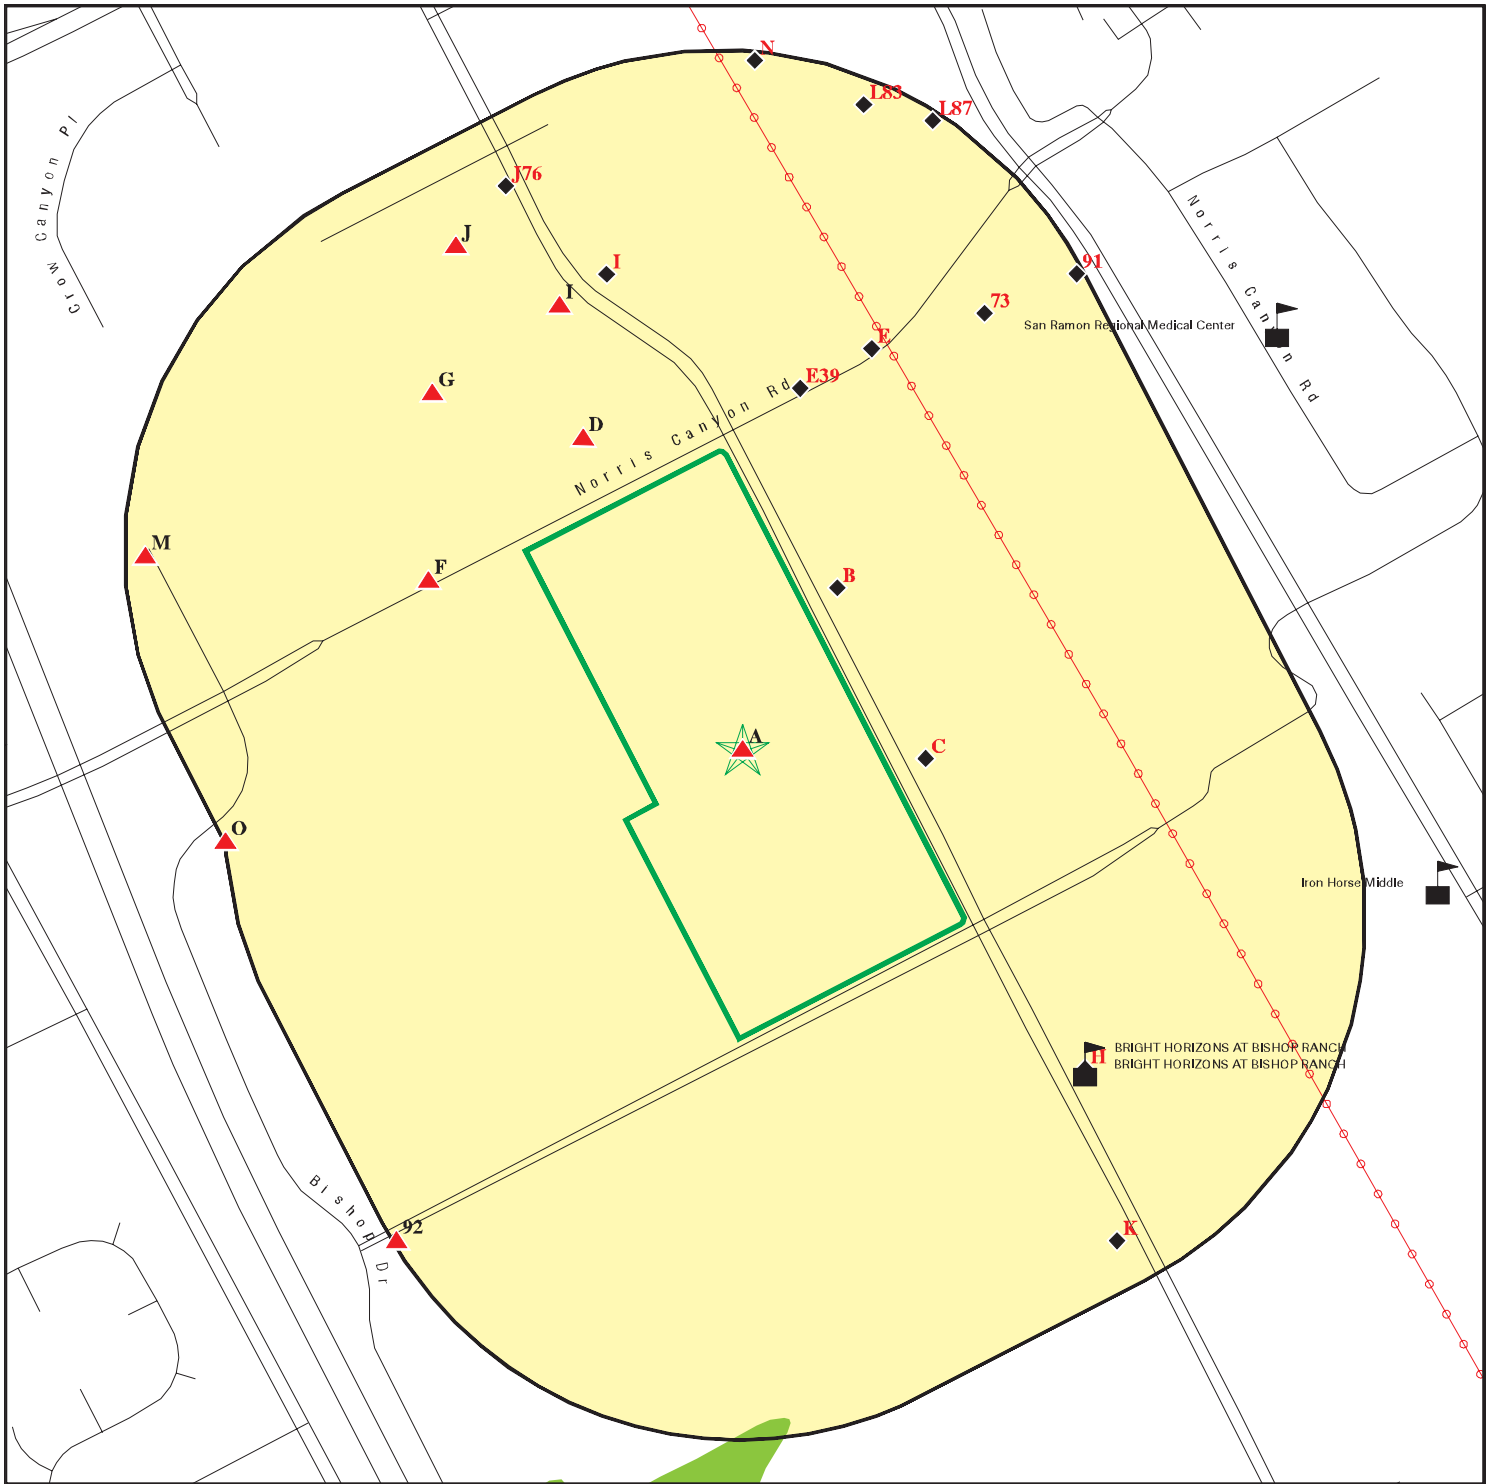 N
L83
L87
Crow Canyon Pl
J76
J
I
I
91
73
Norris Canyon Rd
San Ramon Regional Medical Center
E
E39
G
D
Norris Canyon Rd
M
F
B
A
C
O
Iron Horse Middle
H
BRIGHT HORIZONS AT BISHOP RANCH
BRIGHT HORIZONS AT BISHOP RANCH
Bishop Dr
92
K